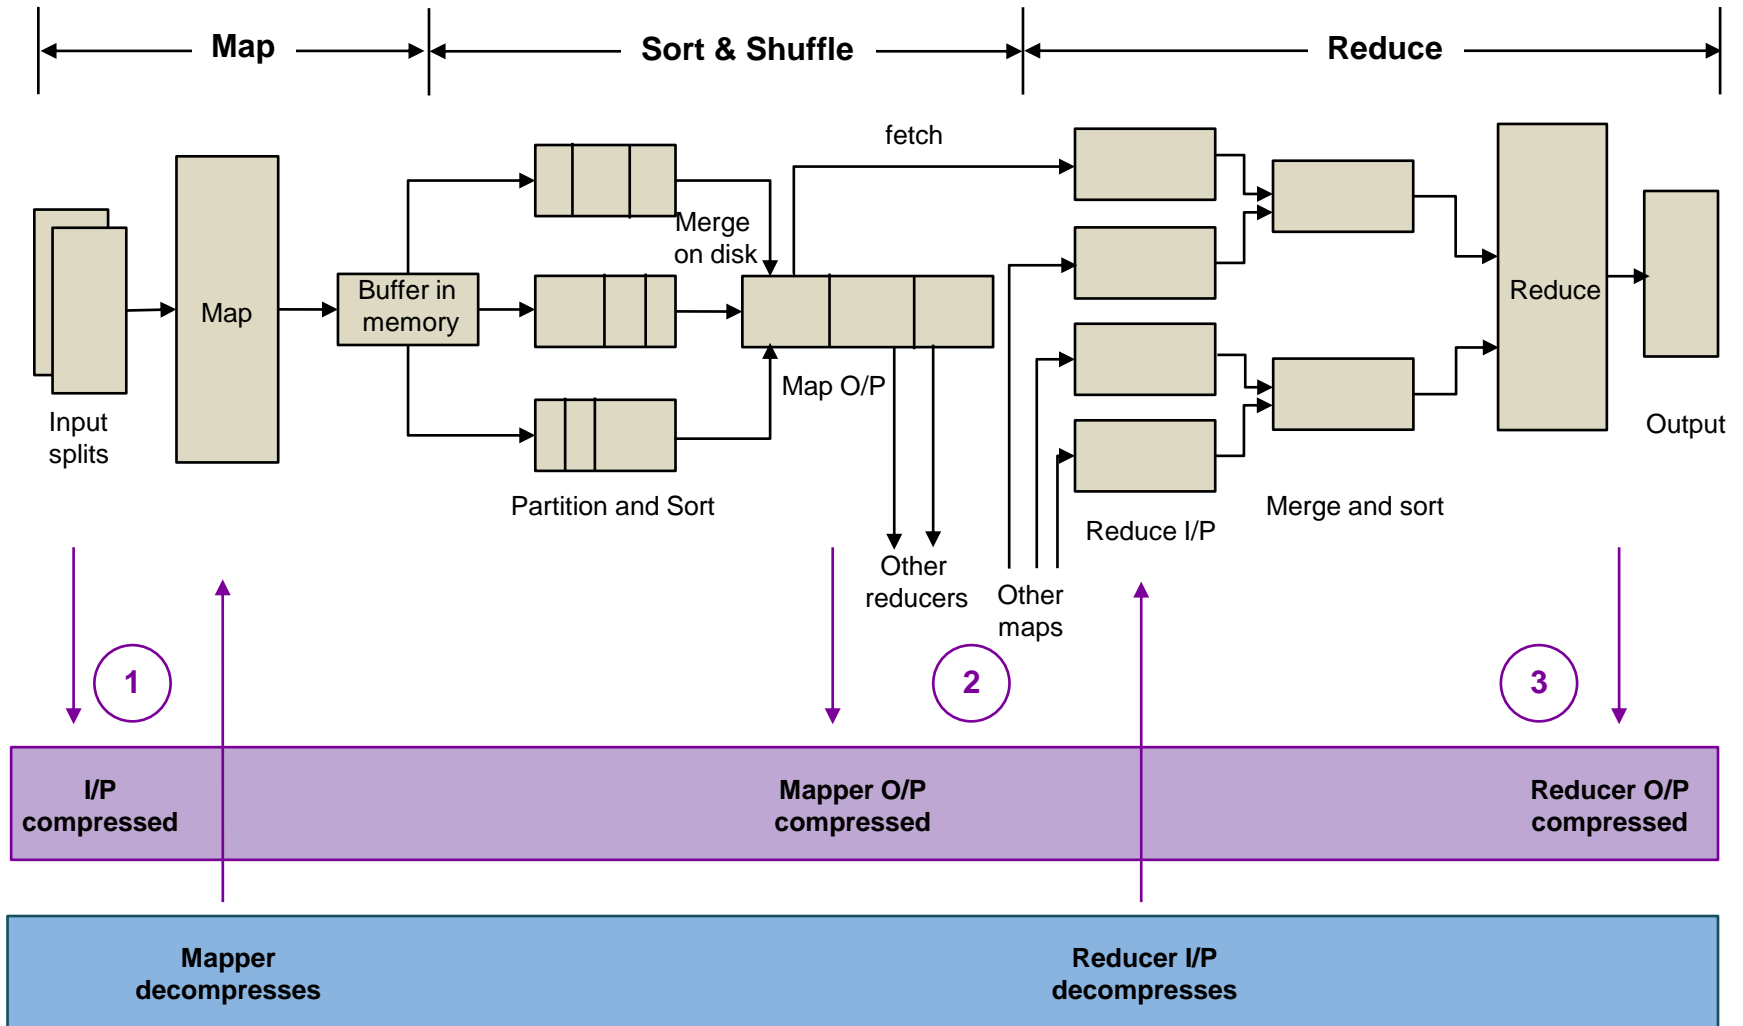 Map
Sort & Shuffle
Reduce
fetch
Merge
on disk
Buffer in
memory
Map
Reduce
Map O/P
Input
splits
Output
Partition and Sort
Merge and sort
Reduce I/P
Other
reducers
Other
maps
1
2
3
I/P
compressed
Mapper O/P
compressed
Reducer O/P
compressed
Mapper
decompresses
Reducer I/P
decompresses